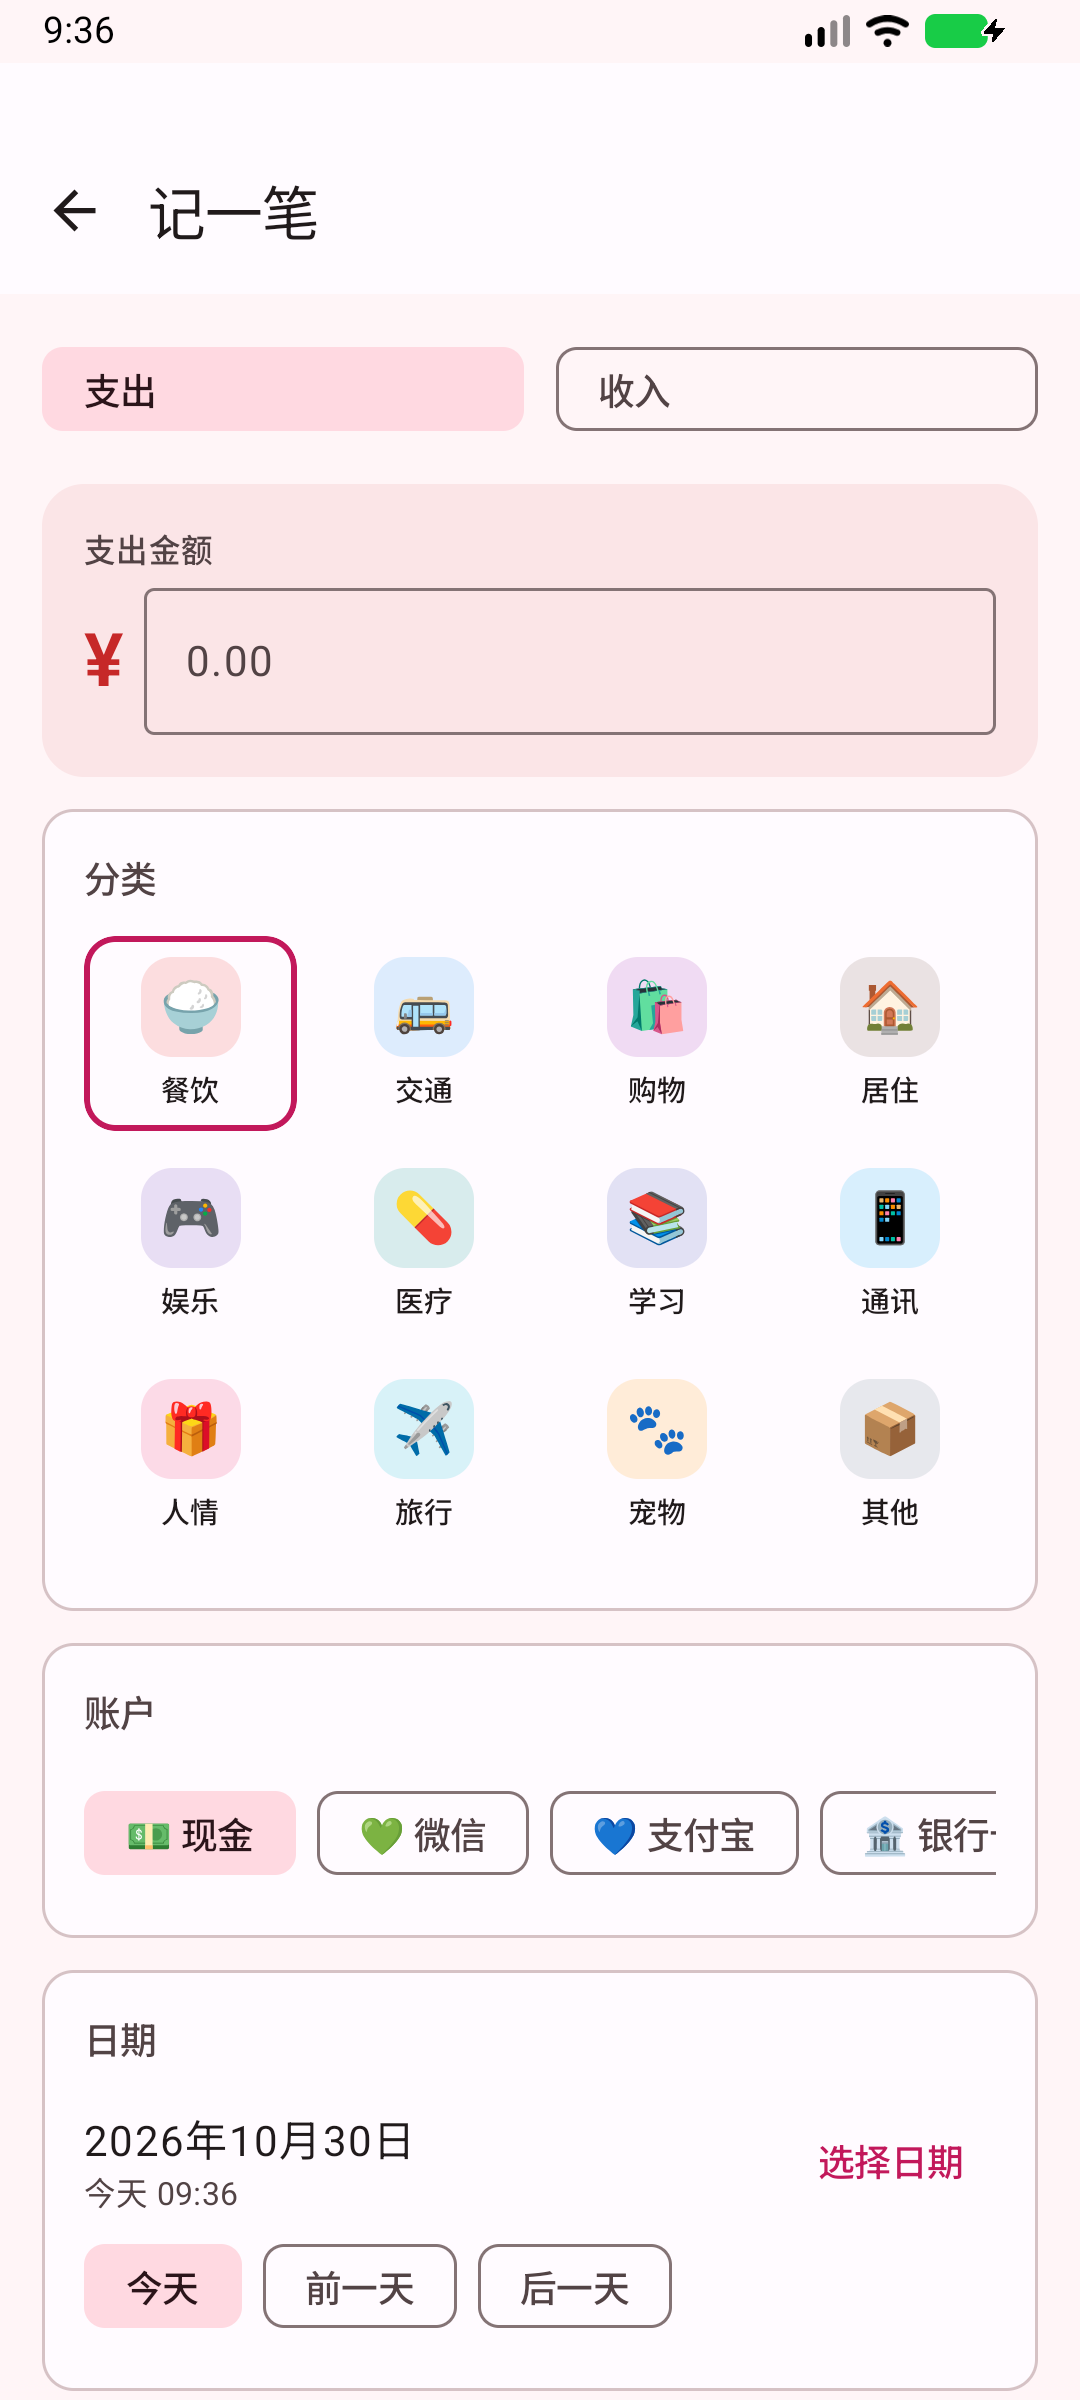 9:36
记一笔
支出
收入
支出金额
¥
0.00
分类
餐饮
交通
购物
居住
娱乐
医疗
学习
通讯
人情
旅行
宠物
其他
账户
现金
微信
支付宝
银行
日期
2026年10月30日
今天 09:36
选择日期
今天
前一天
后一天